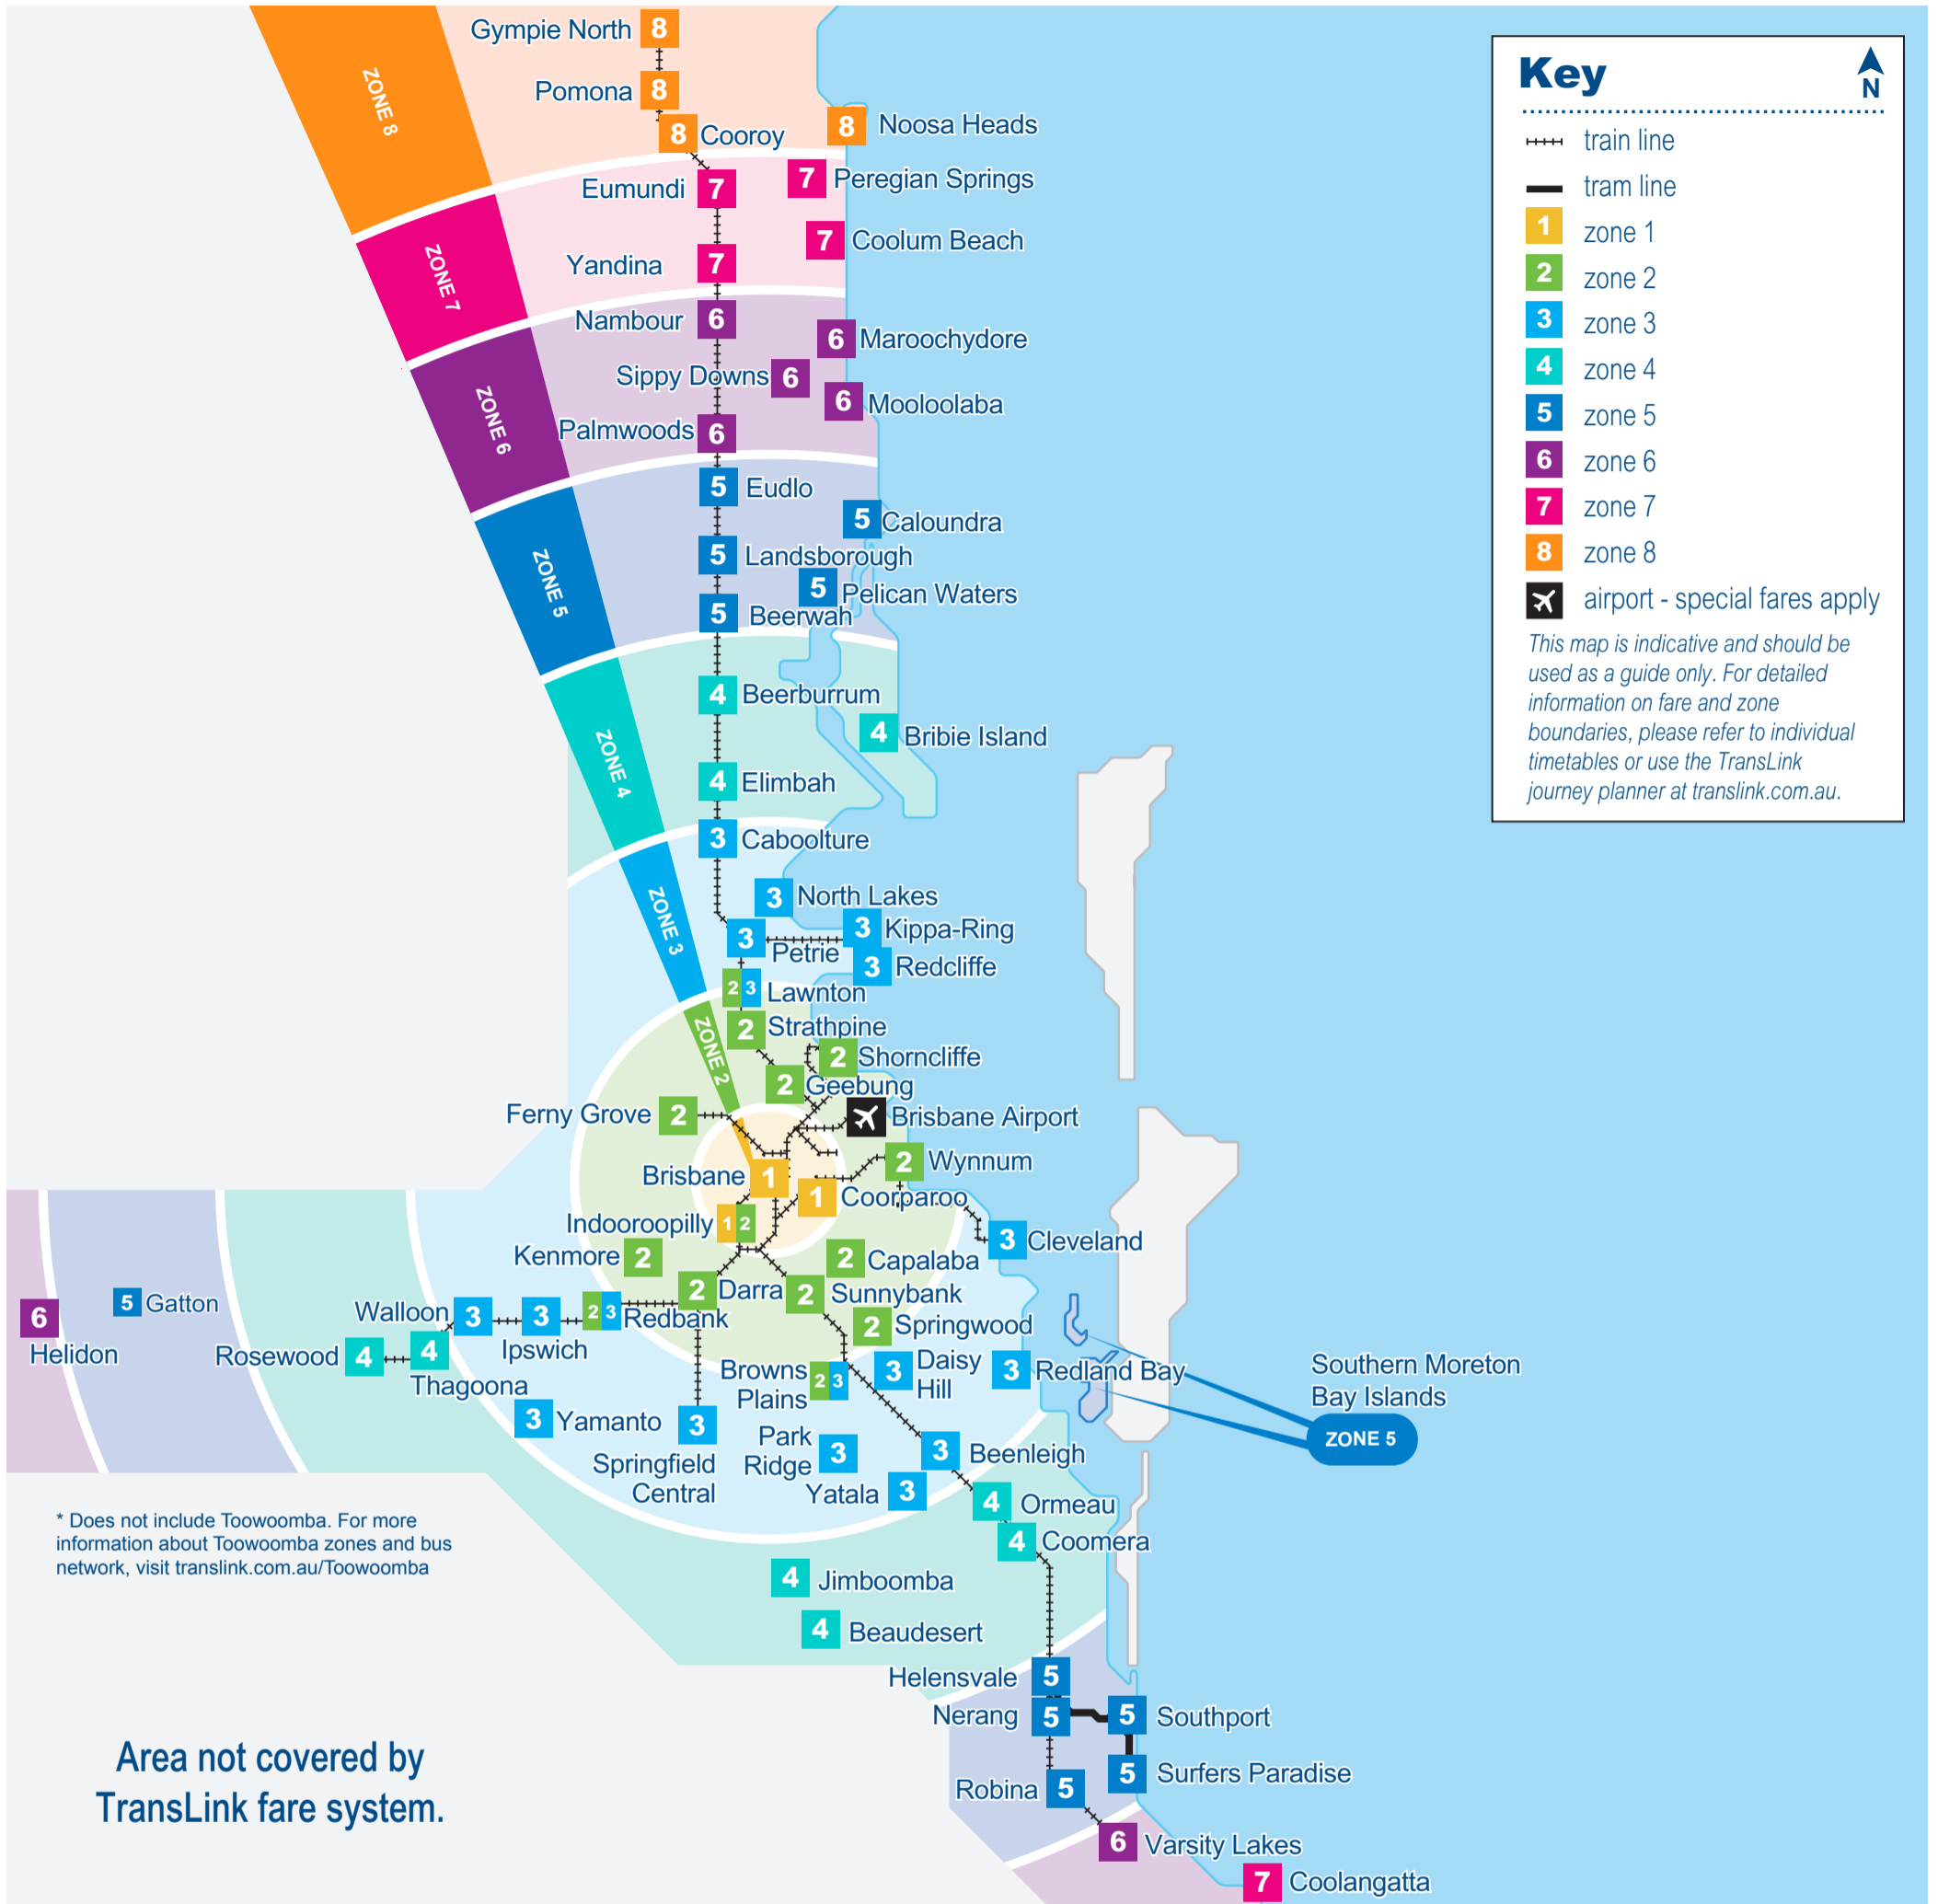 Gympie North 8
Pomona 8
8 Cooroy
8 Noosa Heads
ZONE 8
Eumundi 7
7 Peregian Springs
7 Coolum Beach
Yandina 7
ZONE 7
Nambour 6
6 Maroochydore
Sippy Downs 6
6 Mooloolaba
Palmwoods 6
ZONE 6
5 Eudlo
5 Caloundra
5 Landsborough
5 Pelican Waters
5 Beerwah
ZONE 5
4 Beerburrum
4 Bribie Island
4 Elimbah
ZONE 4
3 Caboolture
3 North Lakes
3 Kippa-Ring
3 Petrie
3 Redcliffe
ZONE 3
2 3 Lawnton
2 Strathpine
2 Shorncliffe
2 Geebung
ZONE 2
Ferny Grove 2
Brisbane Airport
2 Wynnum
Brisbane 1
1 Coorparoo
Indooroopilly 1 2
3 Cleveland
Kenmore 2
2 Capalaba
2 Darra
2 Sunnybank
6
Helidon
5 Gatton
Walloon 3
3
Ipswich
2 3 Redbank
2 Springwood
Rosewood 4
4
Thagoona
Browns
Plains
2 3
3 Daisy
Hill
3 Redland Bay
Southern Moreton
Bay Islands
ZONE 5
3 Yamanto
3
Springfield
Central
Park
Ridge
3
3 Beenleigh
Yatala 3
4 Ormeau
4 Coomera
4 Jimboomba
4 Beaudesert
Helensvale 5
Nerang 5
5 Southport
5 Surfers Paradise
Robina 5
6 Varsity Lakes
7 Coolangatta
* Does not include Toowoomba. For more
information about Toowoomba zones and bus
network, visit translink.com.au/Toowoomba
Area not covered by
TransLink fare system.
Key
N
train line
tram line
1 zone 1
2 zone 2
3 zone 3
4 zone 4
5 zone 5
6 zone 6
7 zone 7
8 zone 8
airport - special fares apply
This map is indicative and should be
used as a guide only. For detailed
information on fare and zone
boundaries, please refer to individual
timetables or use the TransLink
journey planner at translink.com.au.